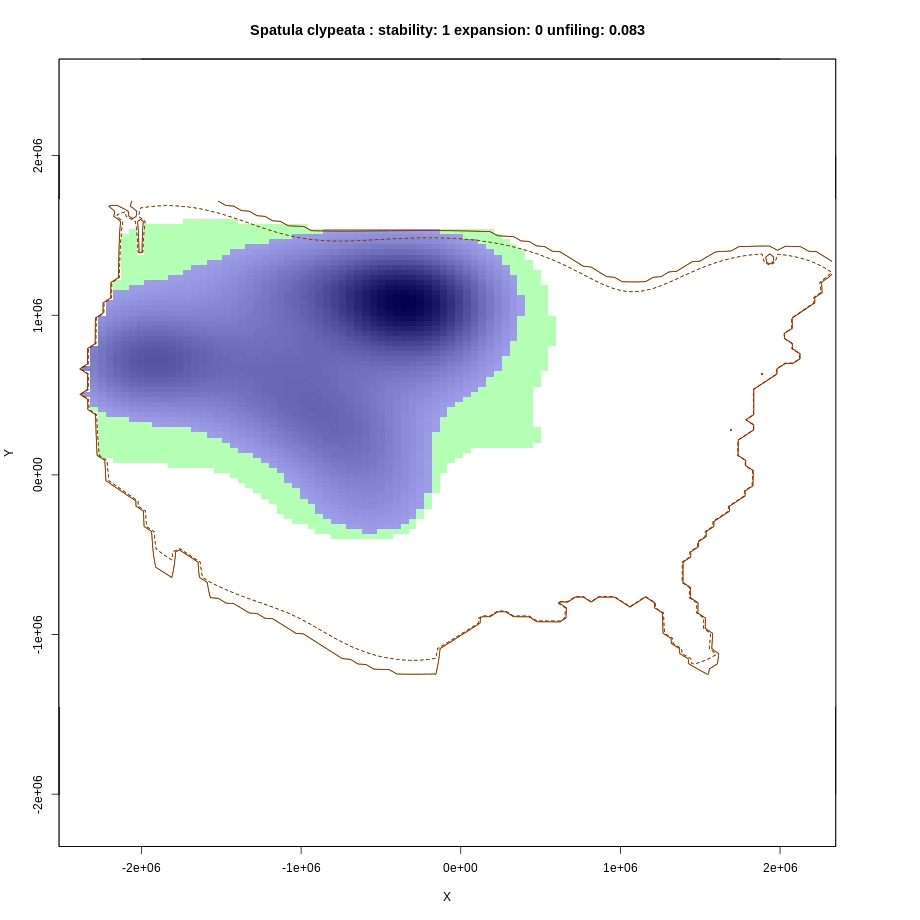 Spatula clypeata : stability: 1 expansion: 0 unfiling: 0.083
2e+06
1e+06
0e+00
-1e+06
-2e+06
Y
-2e+06 -1e+06 0e+00 1e+06 2e+06
X